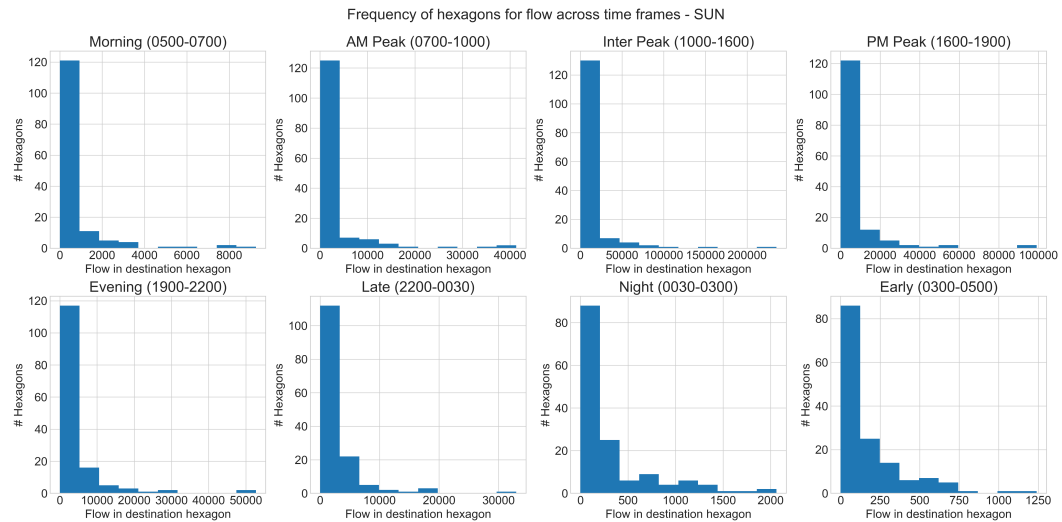 Frequency of hexagons for flow across time frames - SUN
Morning (0500-0700)
120
100
80
60
40
20
0
# Hexagons
0 2000 4000 6000 8000
Flow in destination hexagon
AM Peak (0700-1000)
120
100
80
60
40
20
0
# Hexagons
0 10000 20000 30000 40000
Flow in destination hexagon
Inter Peak (1000-1600)
120
100
80
60
40
20
0
# Hexagons
0 50000 100000 150000 200000
Flow in destination hexagon
PM Peak (1600-1900)
120
100
80
60
40
20
0
# Hexagons
0 20000 40000 60000 80000 100000
Flow in destination hexagon
Evening (1900-2200)
120
100
80
60
40
20
0
# Hexagons
0 10000 20000 30000 40000 50000
Flow in destination hexagon
Late (2200-0030)
100
80
60
40
20
0
# Hexagons
0 10000 20000 30000
Flow in destination hexagon
Night (0030-0300)
80
60
40
20
0
# Hexagons
0 500 1000 1500 2000
Flow in destination hexagon
Early (0300-0500)
80
60
40
20
0
# Hexagons
0 250 500 750 1000 1250
Flow in destination hexagon